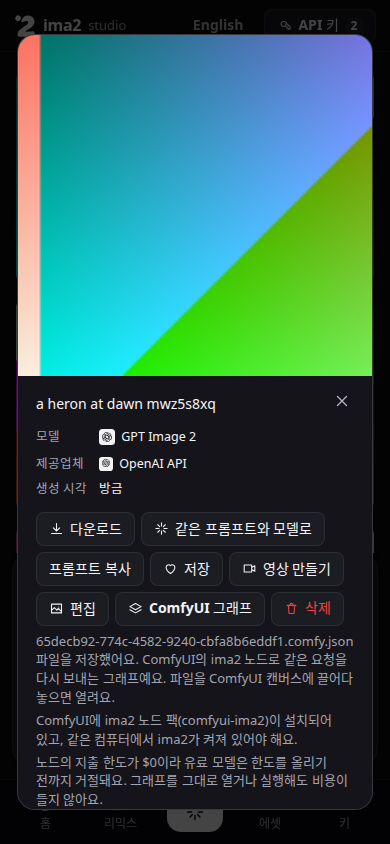 ima2 studio English API 키 2
a heron at dawn mwz5s8xq
모델 GPT Image 2
제공업체 OpenAI API
생성 시각 방금
다운로드 같은 프롬프트와 모델로
프롬프트 복사 저장 영상 만들기
편집 ComfyUI 그래프 삭제
65decb92-774c-4582-9240-cbfa8b6eddf1.comfy.json
파일을 저장했어요. ComfyUI의 ima2 노드로 같은 요청을
다시 보내는 그래프예요. 파일을 ComfyUI 캔버스에 끌어다
놓으면 열려요.
ComfyUI에 ima2 노드 팩(comfyui-ima2)이 설치되어
있고, 같은 컴퓨터에서 ima2가 켜져 있어야 해요.
노드의 지출 한도가 $0이라 유료 모델은 한도를 올리기
전까지 거절돼요. 그래프를 그대로 열거나 실행해도 비용이
들지 않아요.
홈 리믹스 에셋 키